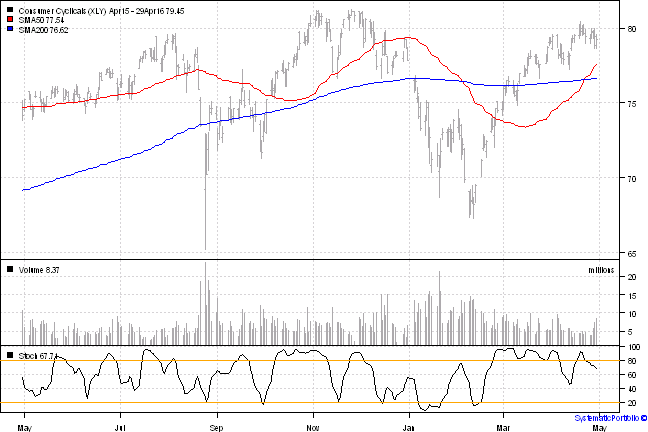 Consumer Cyclicals (XLY) Apr15 - 29Apr16 79.45
SMA50 77.54
SMA200 76.62
80
75
70
65
Volume 8.37
millions
20
15
10
5
Stoch 67.74
100
80
60
40
20
May Jul Sep Nov Jan Mar May
SystematicPortfolio ©